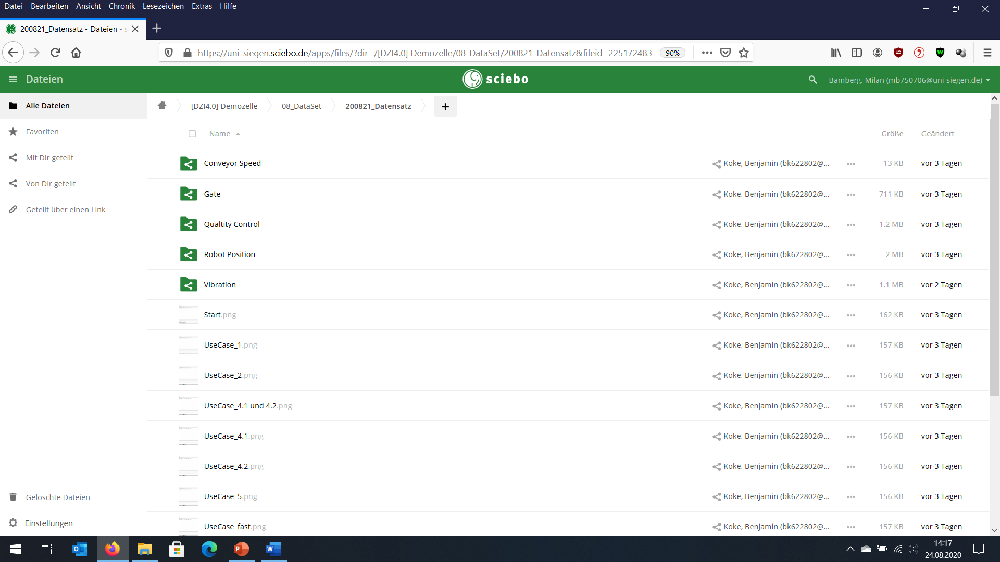 Datei Bearbeiten Ansicht Chronik Lesezeichen Extras Hilfe
200821_Datensatz - Dateien - s
https://uni-siegen.sciebo.de/apps/files/?dir=/[DZI4.0] Demozelle/08_DataSet/200821_Datensatz&fileid=225172483 90%
Dateien sciebo Bamberg, Milan (mb750706@uni-siegen.de)
Alle Dateien
Favoriten
Mit Dir geteilt
Von Dir geteilt
Geteilt über einen Link
Gelöschte Dateien
Einstellungen
[DZI4.0] Demozelle 08_DataSet 200821_Datensatz +
Name Größe Geändert
Conveyor Speed Koke, Benjamin (bk622802@... 13 KB vor 3 Tagen
Gate Koke, Benjamin (bk622802@... 711 KB vor 3 Tagen
Qualtity Control Koke, Benjamin (bk622802@... 1.2 MB vor 3 Tagen
Robot Position Koke, Benjamin (bk622802@... 2 MB vor 3 Tagen
Vibration Koke, Benjamin (bk622802@... 1.1 MB vor 2 Tagen
Start.png Koke, Benjamin (bk622802@... 162 KB vor 3 Tagen
UseCase_1.png Koke, Benjamin (bk622802@... 157 KB vor 3 Tagen
UseCase_2.png Koke, Benjamin (bk622802@... 156 KB vor 3 Tagen
UseCase_4.1 und 4.2.png Koke, Benjamin (bk622802@... 157 KB vor 3 Tagen
UseCase_4.1.png Koke, Benjamin (bk622802@... 156 KB vor 3 Tagen
UseCase_4.2.png Koke, Benjamin (bk622802@... 156 KB vor 3 Tagen
UseCase_5.png Koke, Benjamin (bk622802@... 156 KB vor 3 Tagen
UseCase_fast.png Koke, Benjamin (bk622802@... 157 KB vor 3 Tagen
14:17
24.08.2020